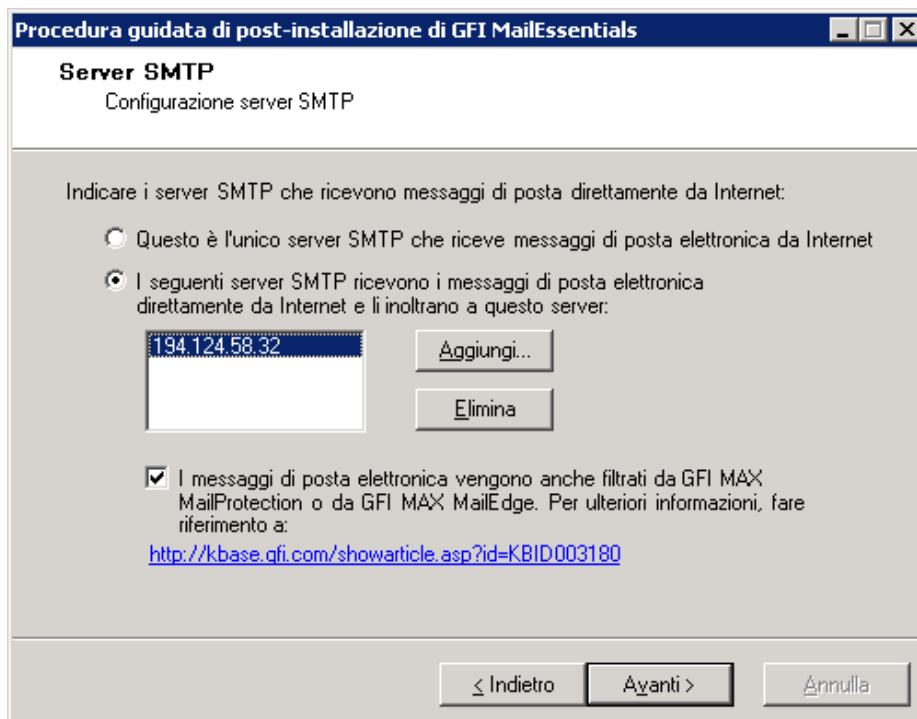 Procedura guidata di post-installazione di GFI MailEssentials
Server SMTP
Configurazione server SMTP
Indicare i server SMTP che ricevono messaggi di posta direttamente da Internet:
Questo è l'unico server SMTP che riceve messaggi di posta elettronica da Internet
I seguenti server SMTP ricevono i messaggi di posta elettronica
direttamente da Internet e li inoltrano a questo server:
194.124.58.32
Aggiungi...
Elimina
I messaggi di posta elettronica vengono anche filtrati da GFI MAX
MailProtection o da GFI MAX MailEdge. Per ulteriori informazioni, fare
riferimento a:
http://kbase.gfi.com/showarticle.asp?id=KBID003180
< Indietro
Avanti >
Annulla